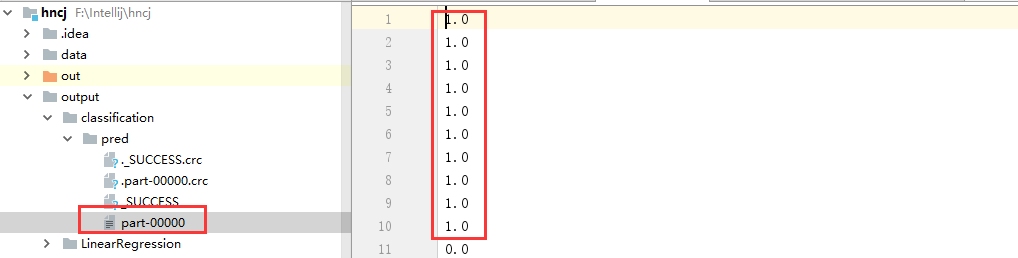 hncj F:\Intellij\hncj
.idea
data
out
output
classification
pred
._SUCCESS.crc
.part-00000.crc
_SUCCESS
part-00000
LinearRegression
1 1.0
2 1.0
3 1.0
4 1.0
5 1.0
6 1.0
7 1.0
8 1.0
9 1.0
10 1.0
11 0.0